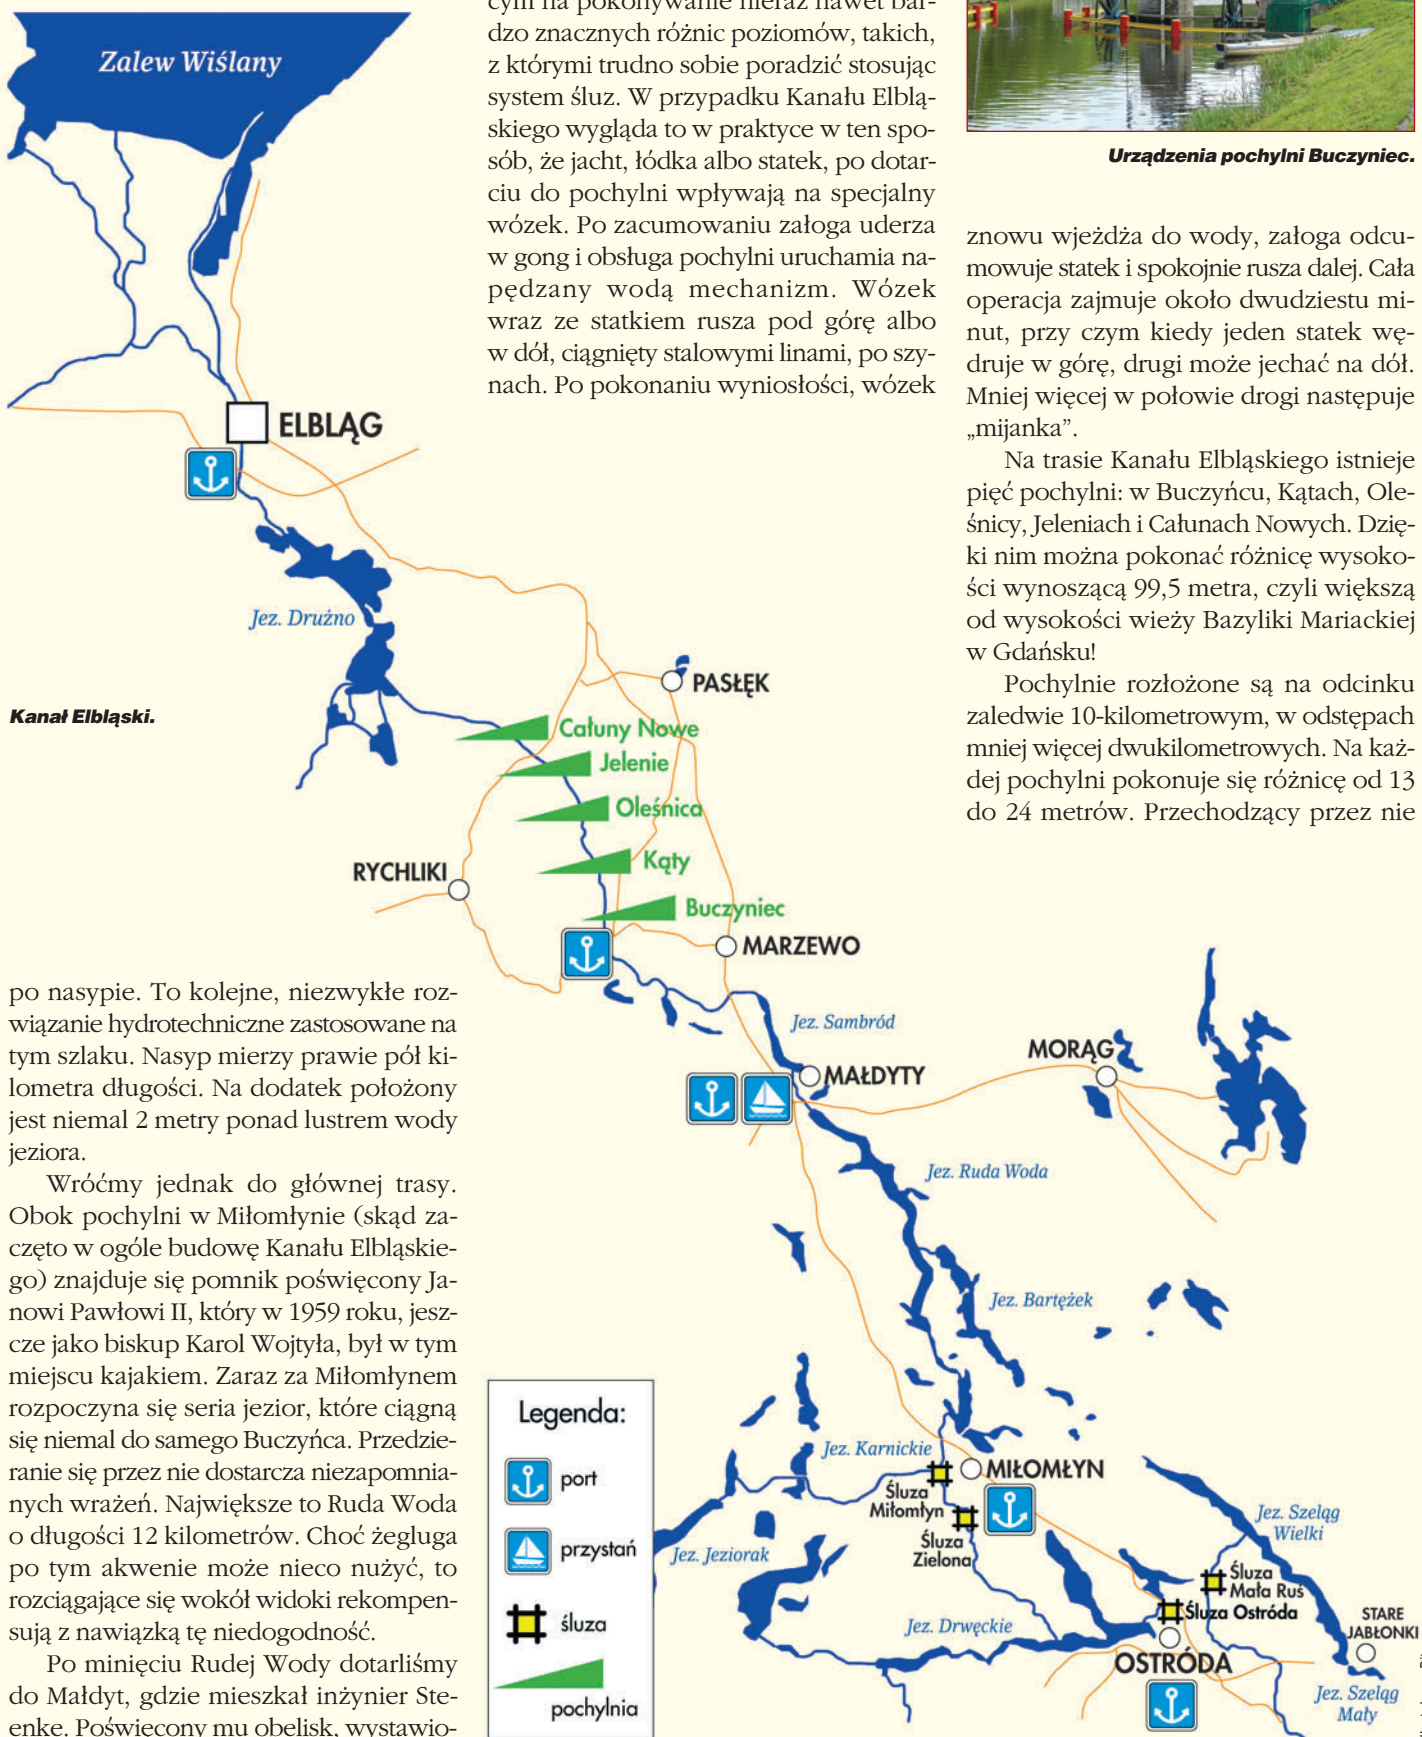 cym na pokonywanie nieraz nawet bar-
dzo znacznych różnic poziomów, takich,
z którymi trudno sobie poradzić stosując
system śluz. W przypadku Kanału Elblą-
skiego wygląda to w praktyce w ten spo-
sób, że jacht, łódka albo statek, po dotar-
ciu do pochylni wpływają na specjalny
wózek. Po zacumowaniu załoga uderza
w gong i obsługa pochylni uruchamia na-
pędzany wodą mechanizm. Wózek
wraz ze statkiem rusza pod górę albo
w dół, ciągnięty stalowymi linami, po szy-
nach. Po pokonaniu wyniosłości, wózek
Urządzenia pochylni Buczyniec.
znowu wjeżdża do wody, załoga odcu-
mowuje statek i spokojnie rusza dalej. Cała
operacja zajmuje około dwudziestu mi-
nut, przy czym kiedy jeden statek wę-
druje w górę, drugi może jechać na dół.
Mniej więcej w połowie drogi następuje
„mijanka”.
Na trasie Kanału Elbląskiego istnieje
pięć pochylni: w Buczyńcu, Kątach, Ole-
śnicy, Jeleniach i Całunach Nowych. Dzię-
ki nim można pokonać różnicę wysoko-
ści wynoszącą 99,5 metra, czyli większą
od wysokości wieży Bazyliki Mariackiej
w Gdańsku!
Pochylnie rozłożone są na odcinku
zaledwie 10-kilometrowym, w odstępach
mniej więcej dwukilometrowych. Na każ-
dej pochylni pokonuje się różnicę od 13
do 24 metrów. Przechodzący przez nie
Zalew Wiślany
ELBLĄG
Jez. Drużno
Kanał Elbląski.
PASŁĘK
Całuny Nowe
Jelenie
Oleśnica
Kąty
RYCHLIKI
Buczyniec
MARZEWO
Jez. Sambród
MORĄG
MAŁDYTY
Jez. Ruda Woda
Jez. Bartężek
Jez. Karnickie
MIŁOMŁYN
Śluza
Miłomłyn
Śluza
Zielona
Jez. Szeląg
Wielki
Jez. Jeziorak
Śluza
Mała Ruś
Śluza Ostróda
Jez. Drwęckie
STARE
JABŁONKI
OSTRÓDA
Jez. Szeląg
Mały
Legenda:
port
przystań
śluza
pochylnia
po nasypie. To kolejne, niezwykłe roz-
wiązanie hydrotechniczne zastosowane na
tym szlaku. Nasyp mierzy prawie pół ki-
lometra długości. Na dodatek położony
jest niemal 2 metry ponad lustrem wody
jeziora.
Wróćmy jednak do głównej trasy.
Obok pochylni w Miłomłynie (skąd za-
częto w ogóle budowę Kanału Elbląskie-
go) znajduje się pomnik poświęcony Ja-
nowi Pawłowi II, który w 1959 roku, jesz-
cze jako biskup Karol Wojtyła, był w tym
miejscu kajakiem. Zaraz za Miłomłynem
rozpoczyna się seria jezior, które ciągną
się niemal do samego Buczyńca. Przedzie-
ranie się przez nie dostarcza niezapomnia-
nych wrażeń. Największe to Ruda Woda
o długości 12 kilometrów. Choć żegluga
po tym akwenie może nieco nużyć, to
rozciągające się wokół widoki rekompen-
sują z nawiązką tę niedogodność.
Po minięciu Rudej Wody dotarliśmy
do Małdyt, gdzie mieszkał inżynier Ste-
enke. Poświęcony mu obelisk, wystawio-